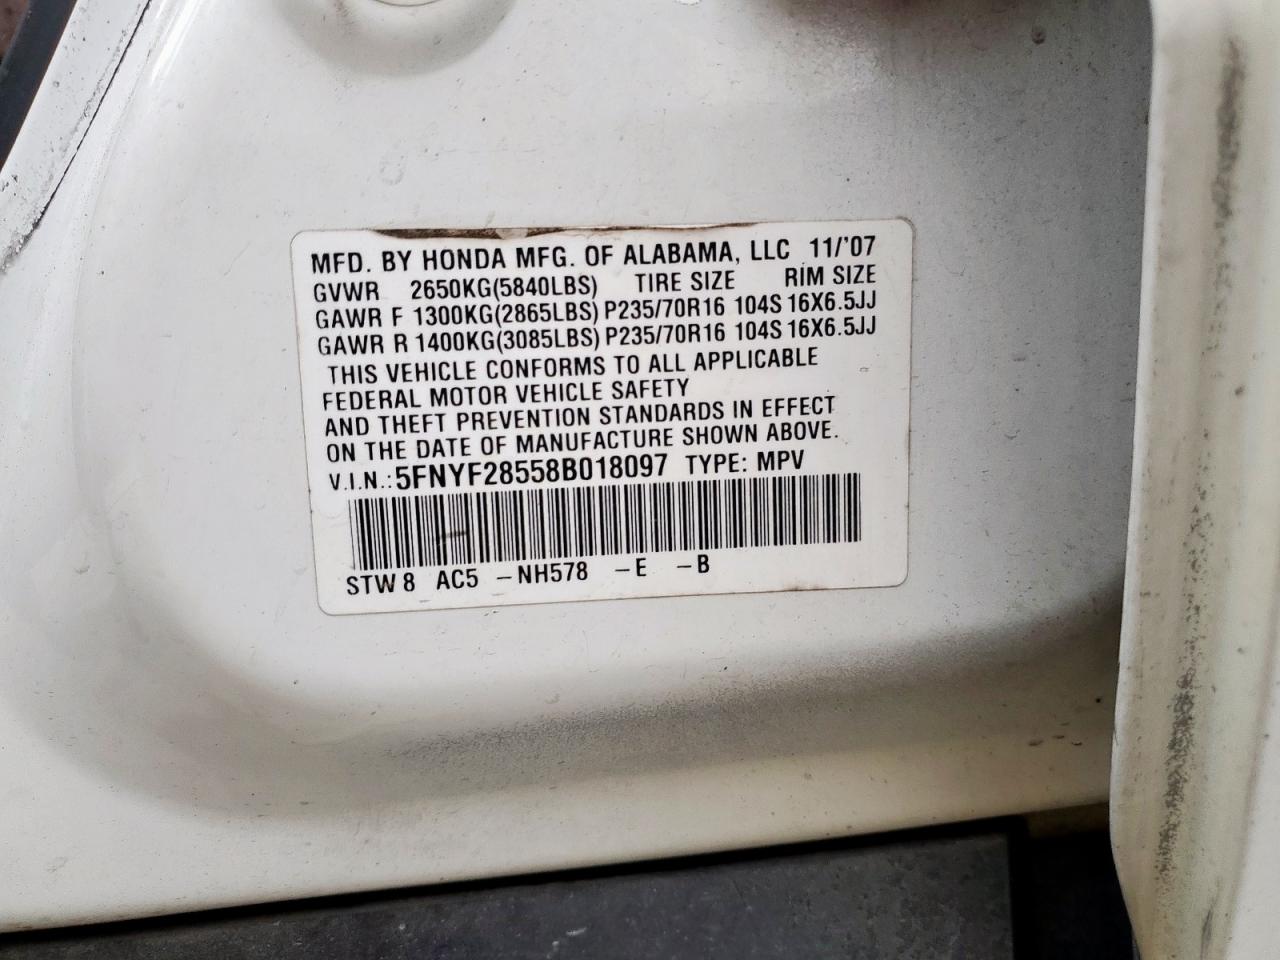 MFD. BY HONDA MFG. OF ALABAMA, LLC 11/'07
GVWR 2650KG(5840LBS) TIRE SIZE RIM SIZE
GAWR F 1300KG(2865LBS) P235/70R16 104S 16X6.5JJ
GAWR R 1400KG(3085LBS) P235/70R16 104S 16X6.5JJ
THIS VEHICLE CONFORMS TO ALL APPLICABLE
FEDERAL MOTOR VEHICLE SAFETY
AND THEFT PREVENTION STANDARDS IN EFFECT
ON THE DATE OF MANUFACTURE SHOWN ABOVE.
V.I.N.: 5FNYF28558B018097 TYPE: MPV
STW 8 AC5 -NH578 -E -B